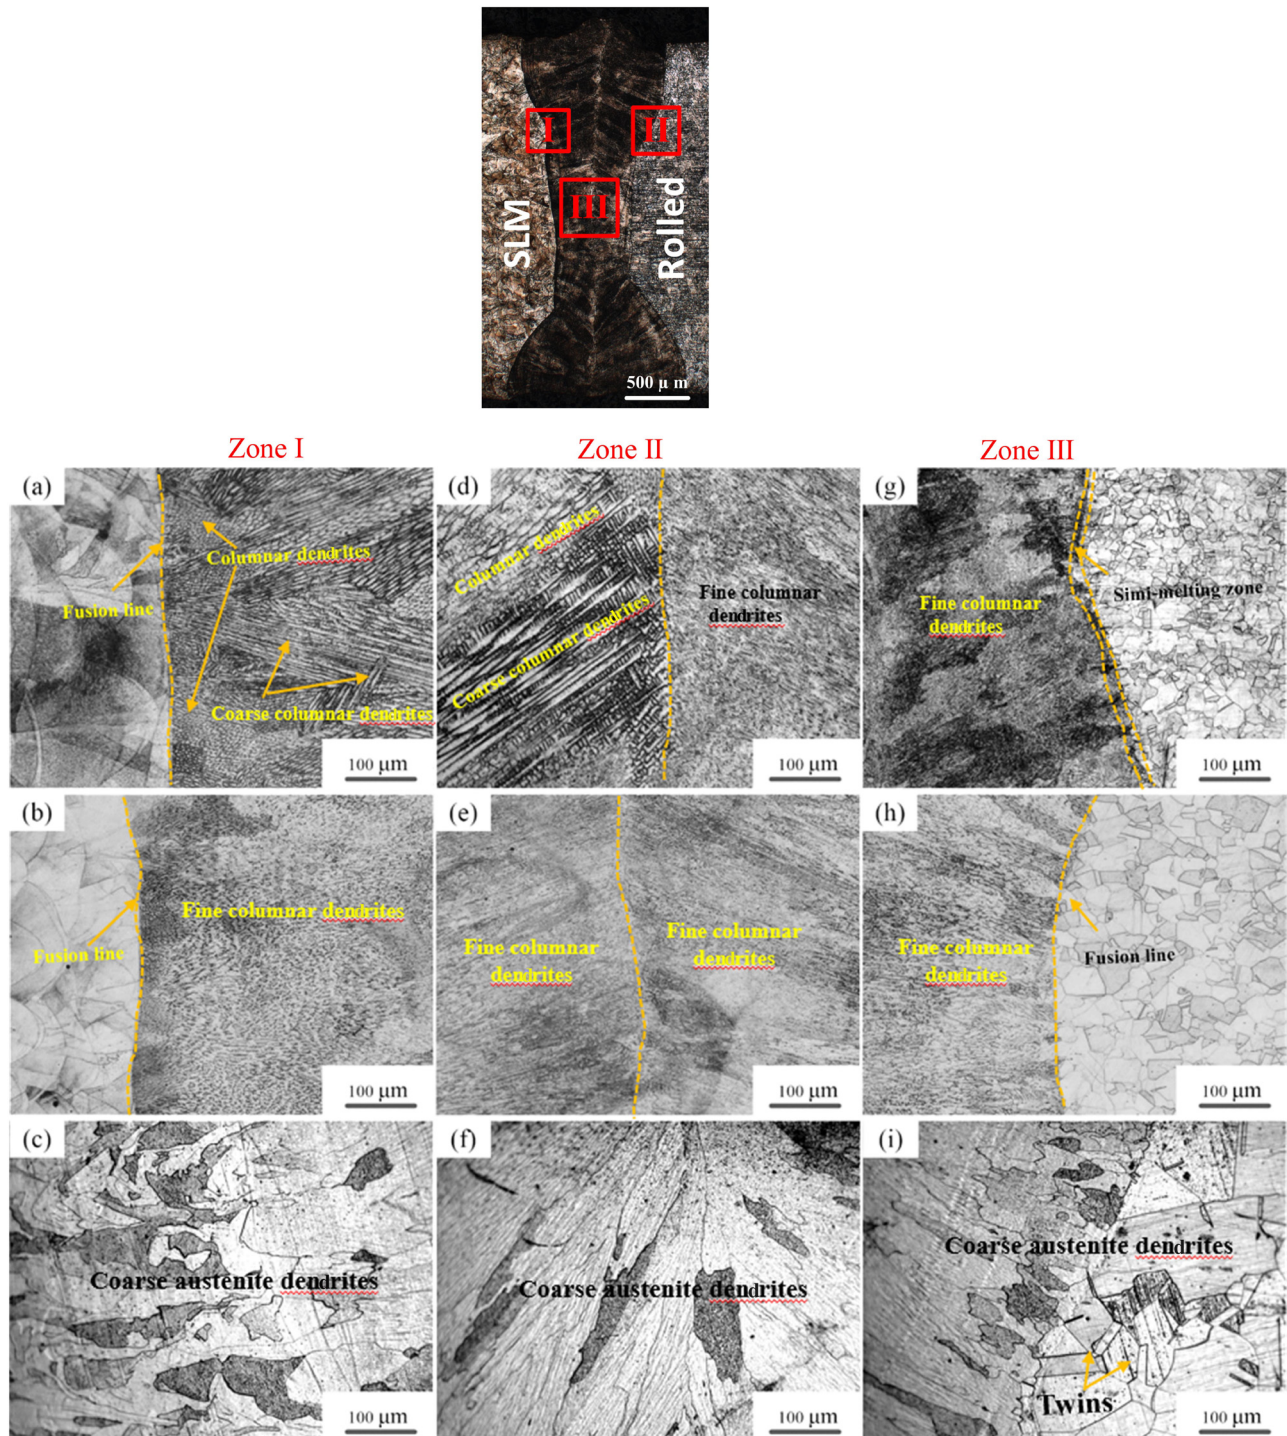 I
II
III
SLM
Rolled
500 μ m
Zone I
Zone II
Zone III
(a)
Columnar dendrites
Fusion line
Coarse columnar dendrites
100 μm
(d)
Columnar dendrites
Coarse columnar dendrites
Fine columnar
dendrites
100 μm
(g)
Fine columnar
dendrites
Simi-melting zone
100 μm
(b)
Fine columnar dendrites
Fusion line
100 μm
(e)
Fine columnar
dendrites
Fine columnar
dendrites
100 μm
(h)
Fine columnar
dendrites
Fusion line
100 μm
(c)
Coarse austenite dendrites
100 μm
(f)
Coarse austenite dendrites
100 μm
(i)
Coarse austenite dendrites
Twins
100 μm